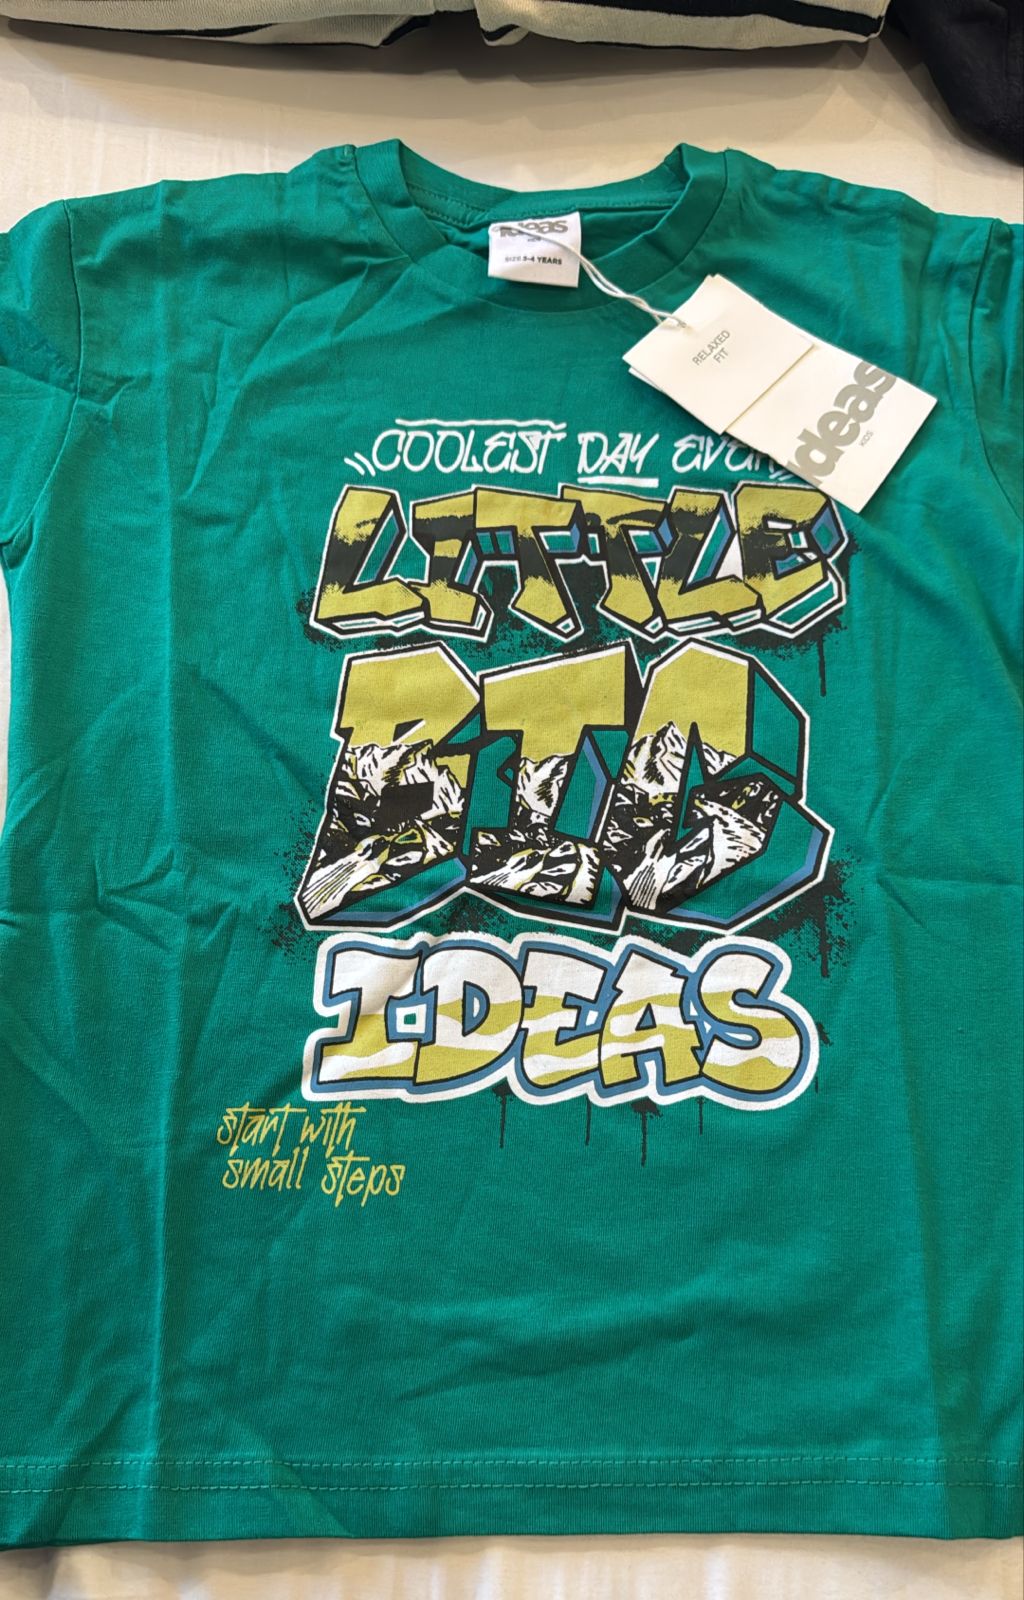 ideas
SIZE 3-4 YEARS
RELAXED
FIT
ideas
KIDS
COOLEST DAY EVER
LITTLE
BIG
IDEAS
start with
small steps